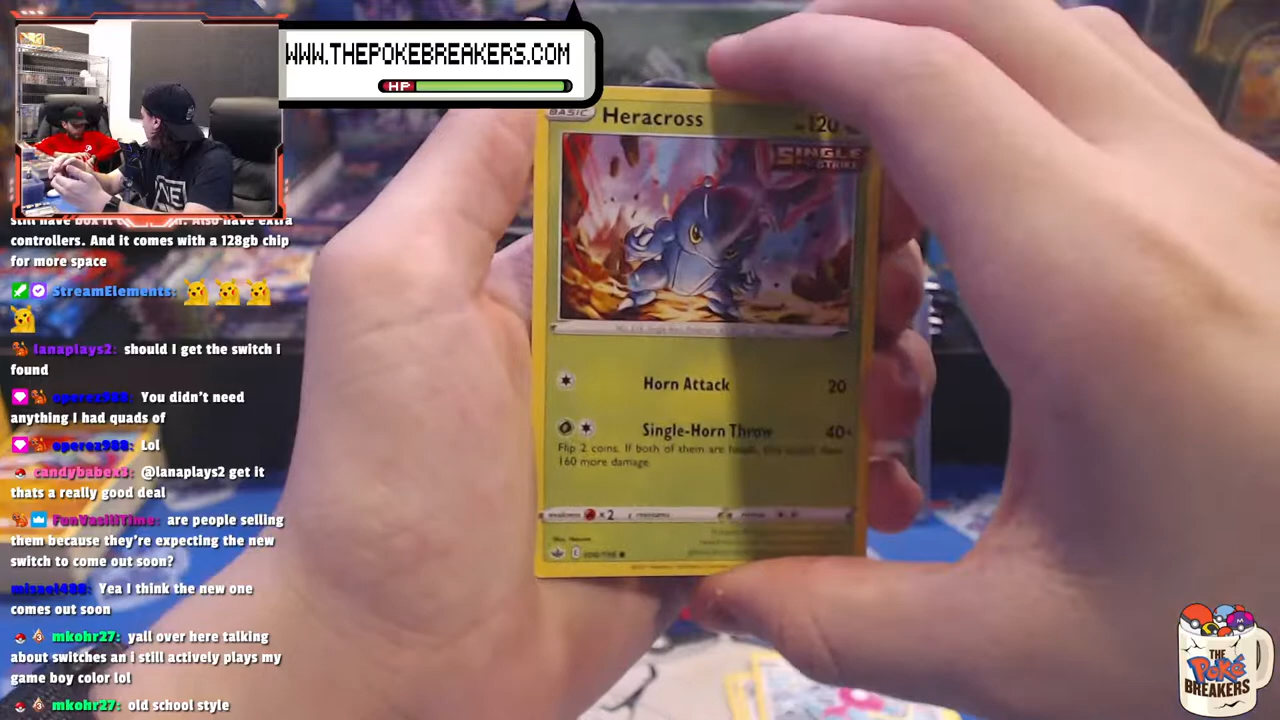 WWW.THEPOKEBREAKERS.COM
HP
BASIC
Heracross
120
SINGLE
STRIKE
Horn Attack 20
Single-Horn Throw 40+
Flip 2 coins. If both of them are heads, this attack does
160 more damage.
weakness ×2 resistance
still have box it
Also have extra
controllers. And it comes with a 128gb chip
for more space
StreamElements:
lanaplays2: should I get the switch I
found
operez988: You didn't need
anything I had quads of
operez988: Lol
candybabex3: @lanaplays2 get it
thats a really good deal
FunVasiliTime: are people selling
them because they're expecting the new
switch to come out soon?
misael488: Yea I think the new one
comes out soon
mkohr27: yall over here talking
about switches an i still actively plays my
game boy color lol
mkohr27: old school style
THE
Poké
BREAKERS